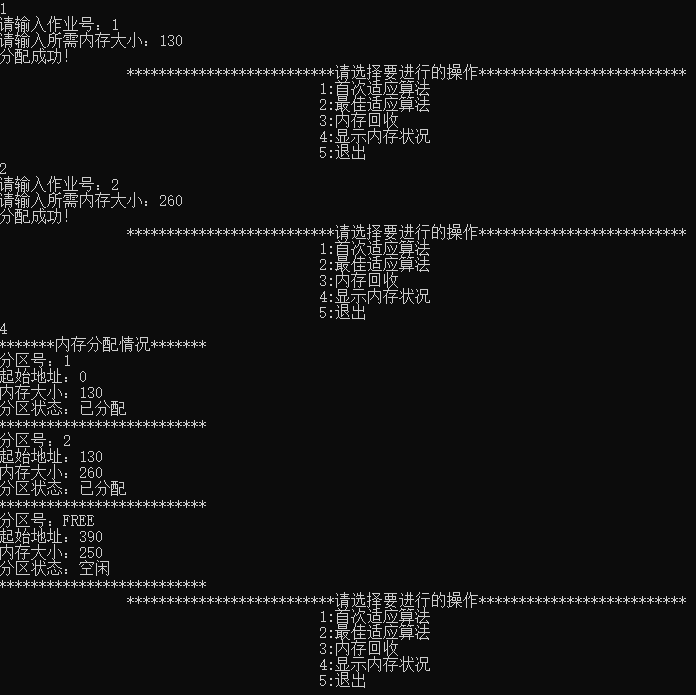 1
请输入作业号：1
请输入所需内存大小：130
分配成功！
**************************请选择要进行的操作**************************
1:首次适应算法
2:最佳适应算法
3:内存回收
4:显示内存状况
5:退出
2
请输入作业号：2
请输入所需内存大小：260
分配成功！
**************************请选择要进行的操作**************************
1:首次适应算法
2:最佳适应算法
3:内存回收
4:显示内存状况
5:退出
4
*******内存分配情况*******
分区号：1
起始地址：0
内存大小：130
分区状态：已分配
**************************
分区号：2
起始地址：130
内存大小：260
分区状态：已分配
**************************
分区号：FREE
起始地址：390
内存大小：250
分区状态：空闲
**************************
**************************请选择要进行的操作**************************
1:首次适应算法
2:最佳适应算法
3:内存回收
4:显示内存状况
5:退出